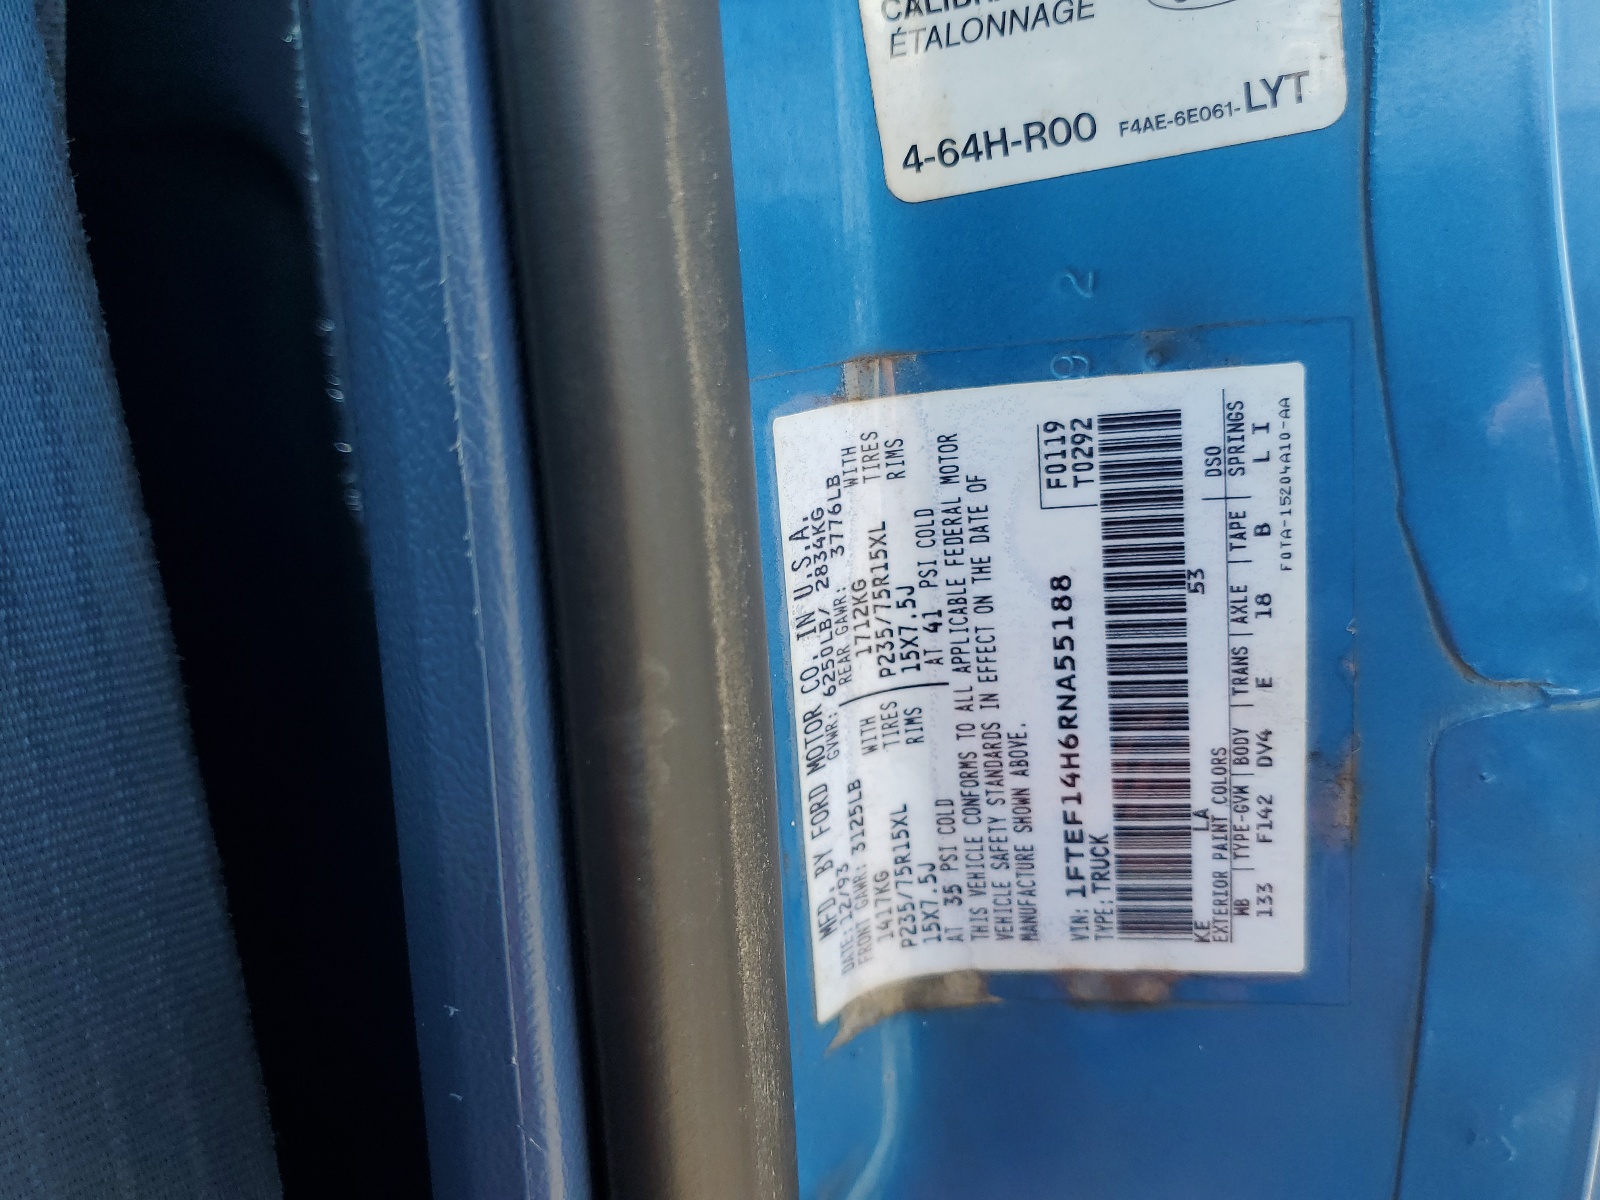 ÉTALONNAGE
4-64H-R00 F4AE-6E061-LYT
2
9
MFD. BY FORD MOTOR CO. IN U.S.A.
DATE: 12/93 GVWR: 6250LB/ 2834KG
FRONT GAWR: 3125LB REAR GAWR: 3776LB
1417KG WITH 1712KG WITH
P235/75R15XL TIRES P235/75R15XL TIRES
15X7.5J RIMS 15X7.5J RIMS
AT 35 PSI COLD AT 41 PSI COLD
THIS VEHICLE CONFORMS TO ALL APPLICABLE FEDERAL MOTOR
VEHICLE SAFETY STANDARDS IN EFFECT ON THE DATE OF
MANUFACTURE SHOWN ABOVE.
F0119
T0292
VIN: 1FTEF14H6RNA55188
TYPE: TRUCK
KE LA 53
EXTERIOR PAINT COLORS DSO
WB TYPE-GVW BODY TRANS AXLE TAPE SPRINGS
133 F142 DV4 E 18 B L I
F0TA-15204A10-AA